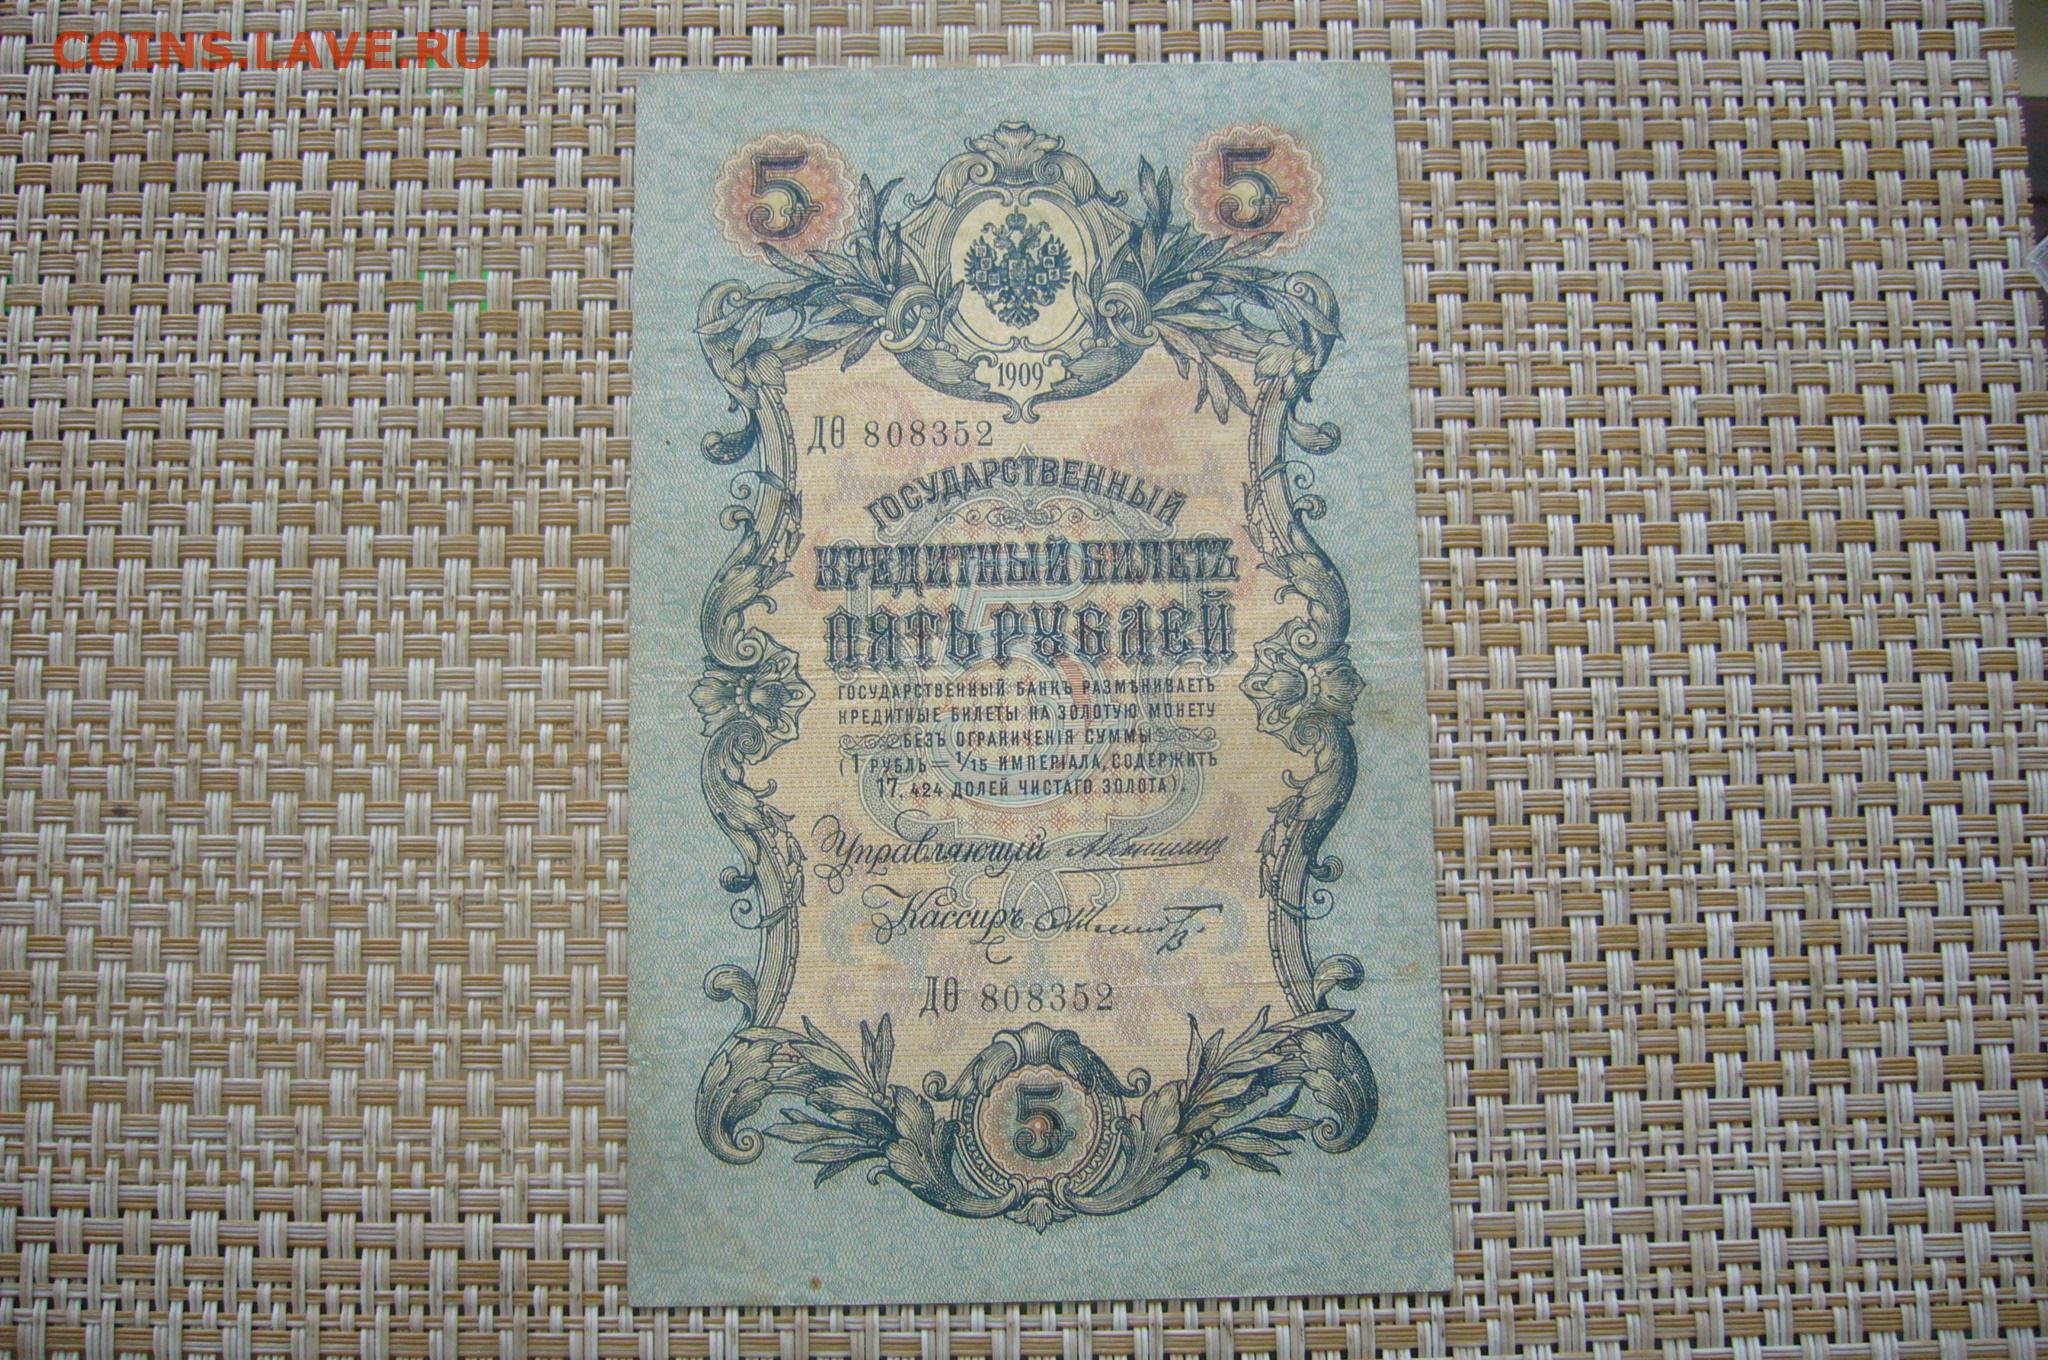 COINS.LAVE.RU
5 5
1909
ДѲ 808352
ГОСУДАРСТВЕННЫЙ
КРЕДИТНЫЙ БИЛЕТЪ
ПЯТЬ РУБЛЕЙ
ГОСУДАРСТВЕННЫЙ БАНКЪ РАЗМѢНИВАЕТЪ
КРЕДИТНЫЕ БИЛЕТЫ НА ЗОЛОТУЮ МОНЕТУ
БЕЗЪ ОГРАНИЧЕНІЯ СУММЫ
(1 РУБЛЬ = 1/15 ИМПЕРІАЛА, СОДЕРЖИТЪ
17,424 ДОЛЕЙ ЧИСТАГО ЗОЛОТА).
Управляющій
Кассиръ
ДѲ 808352
5